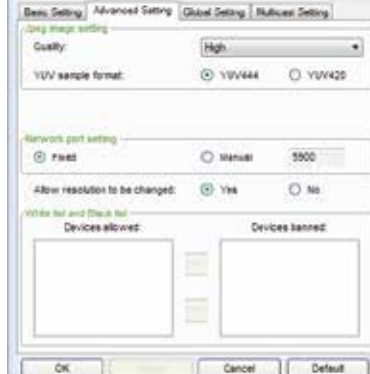 Basic Setting Advanced Setting Global Setting Multicast Setting
Jpeg image setting
Quality: High
YUV sample format: YUV444 YUV420
Network port setting
Fixed Manual 5900
Allow resolution to be changed: Yes No
White list and Black list
Devices allowed: Devices banned:
OK Cancel Default